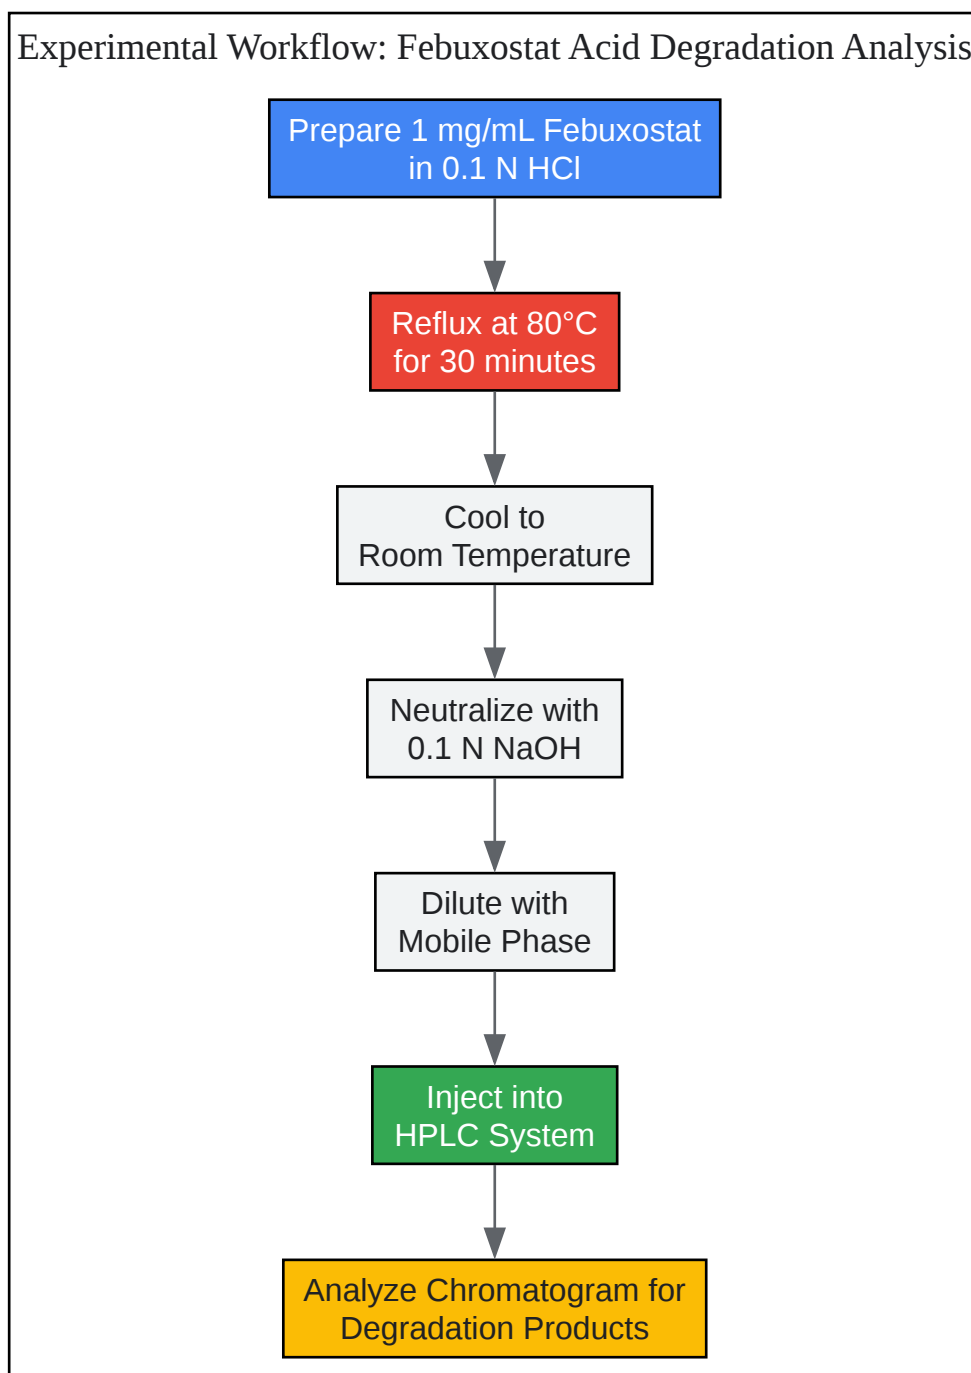 Experimental Workflow: Febuxostat Acid Degradation Analysis
Prepare 1 mg/mL Febuxostat
in 0.1 N HCl
Reflux at 80°C
for 30 minutes
Cool to
Room Temperature
Neutralize with
0.1 N NaOH
Dilute with
Mobile Phase
Inject into
HPLC System
Analyze Chromatogram for
Degradation Products